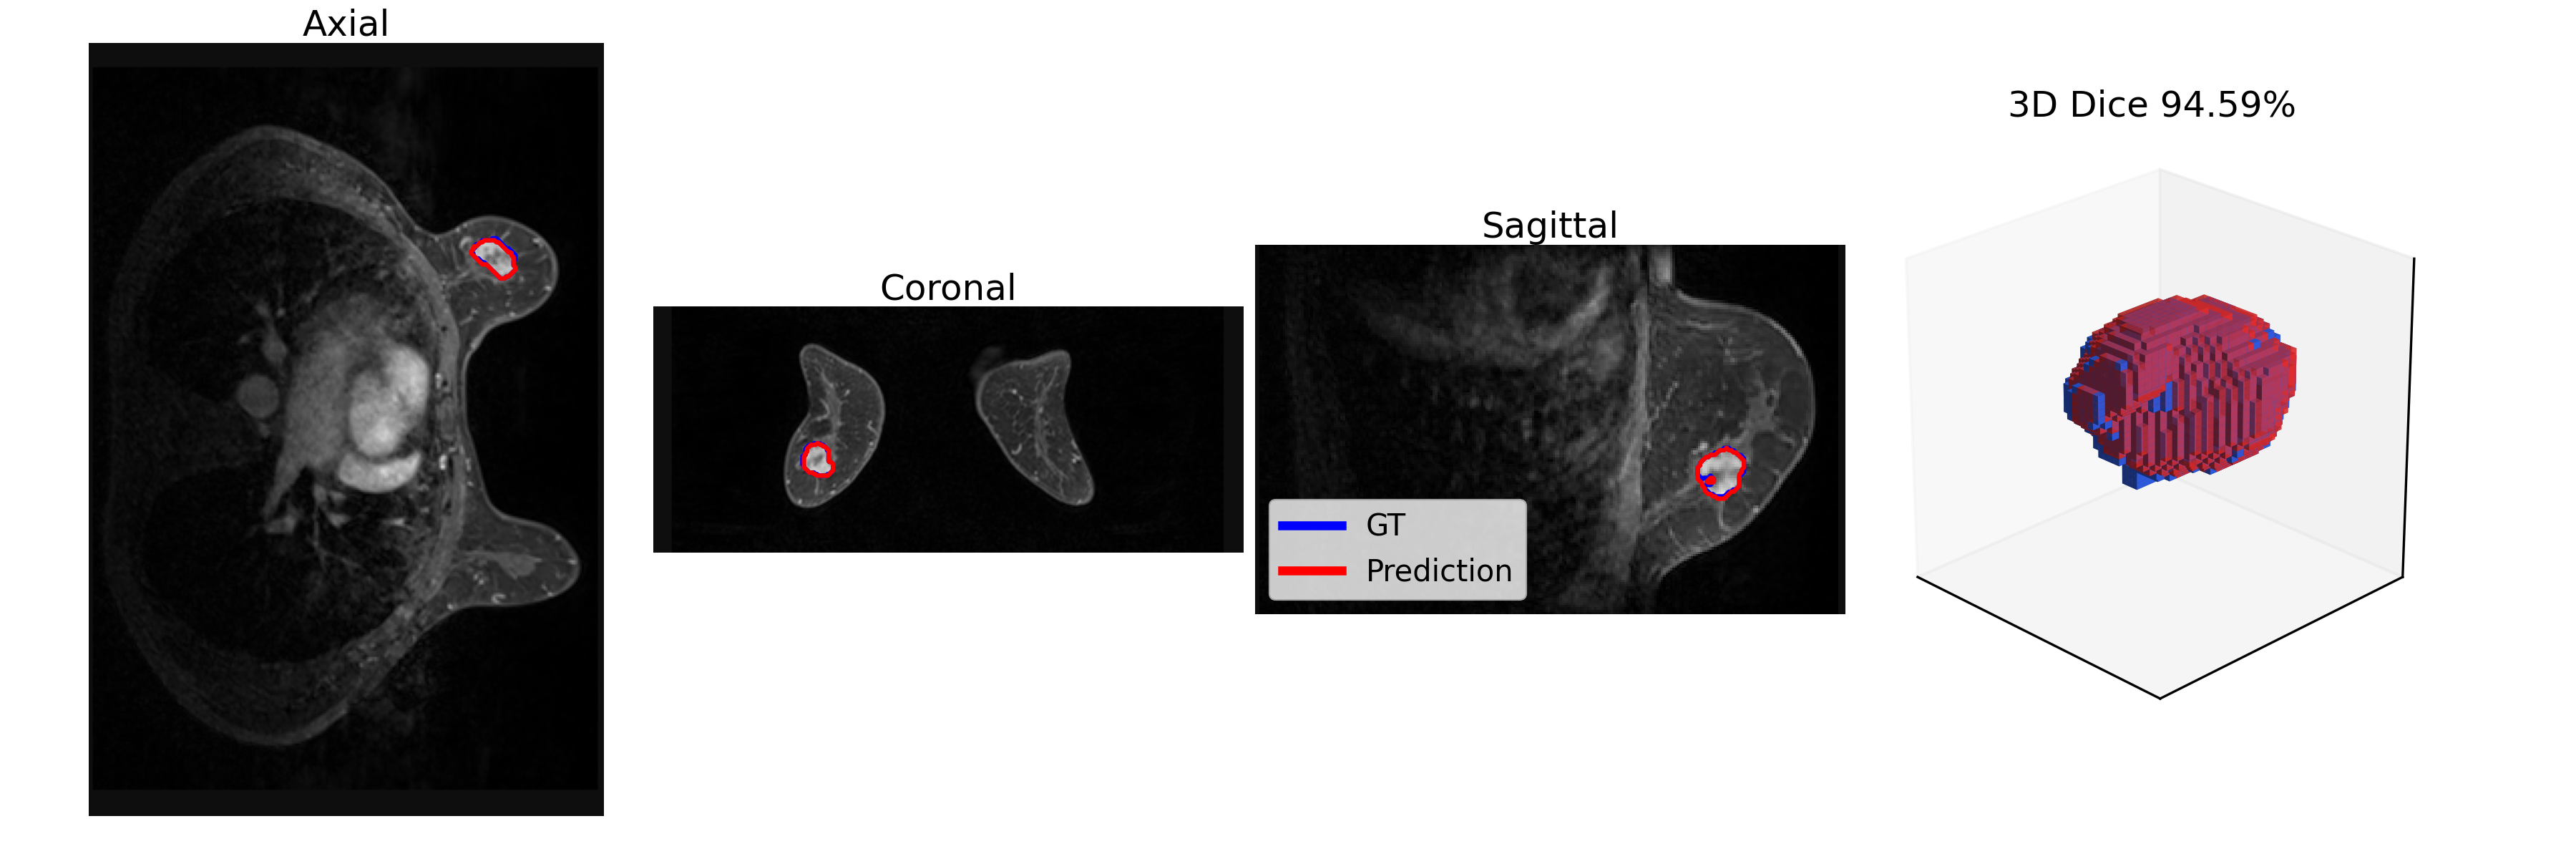 Axial
Coronal
Sagittal
GT
Prediction
3D Dice 94.59%